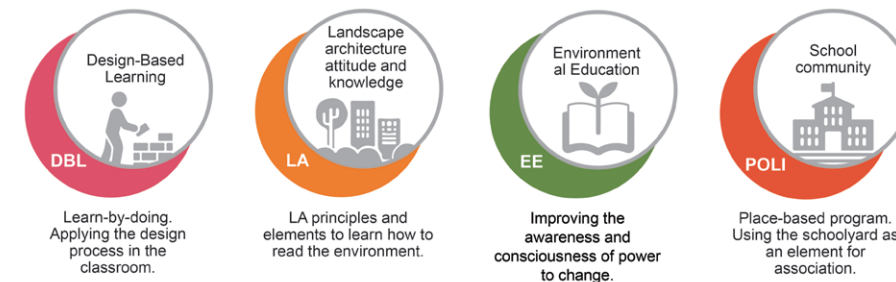 Design-Based
Learning
DBL
Learn-by-doing.
Applying the design
process in the
classroom.
Landscape
architecture
attitude and
knowledge
LA
LA principles and
elements to learn how to
read the environment.
Environment
al Education
EE
Improving the
awareness and
consciousness of power
to change.
School
community
POLI
Place-based program.
Using the schoolyard as
an element for
association.